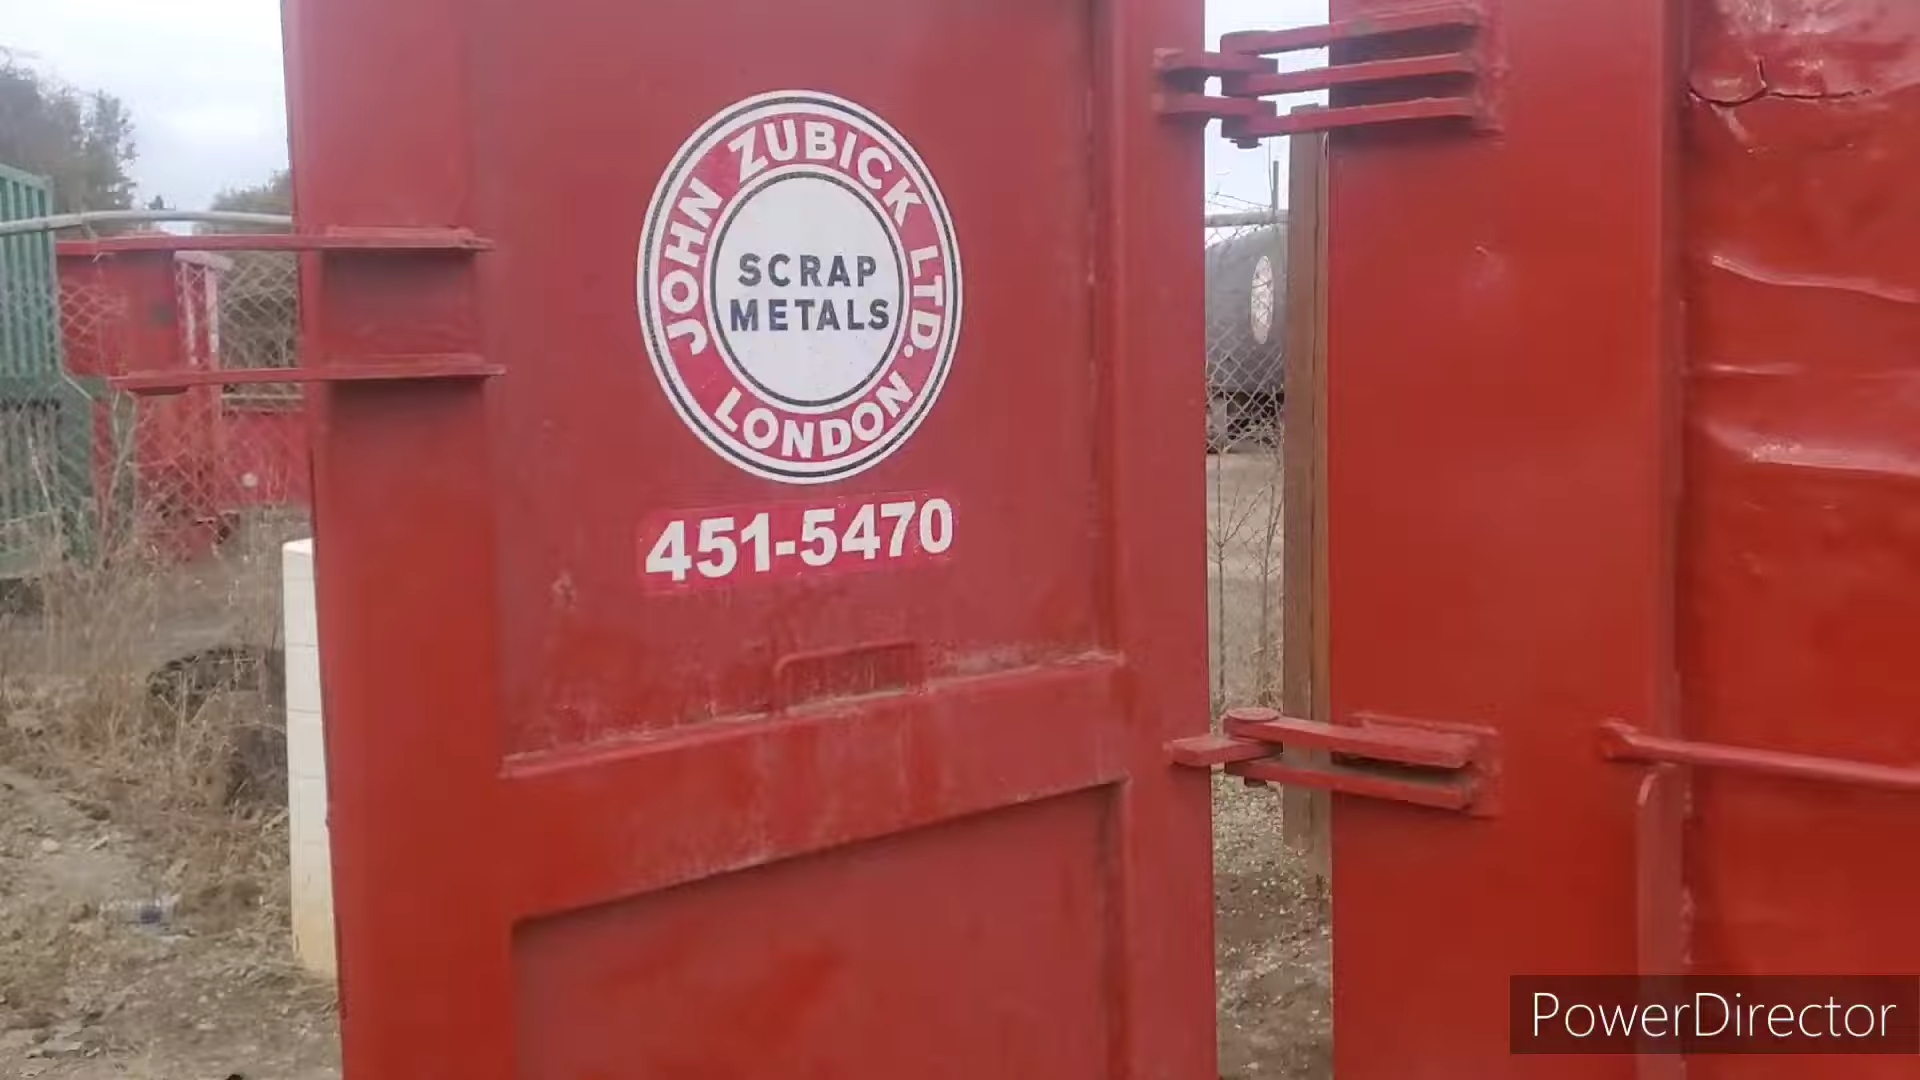 JOHN ZUBICK LTD.
SCRAP
METALS
LONDON
451-5470
PowerDirector